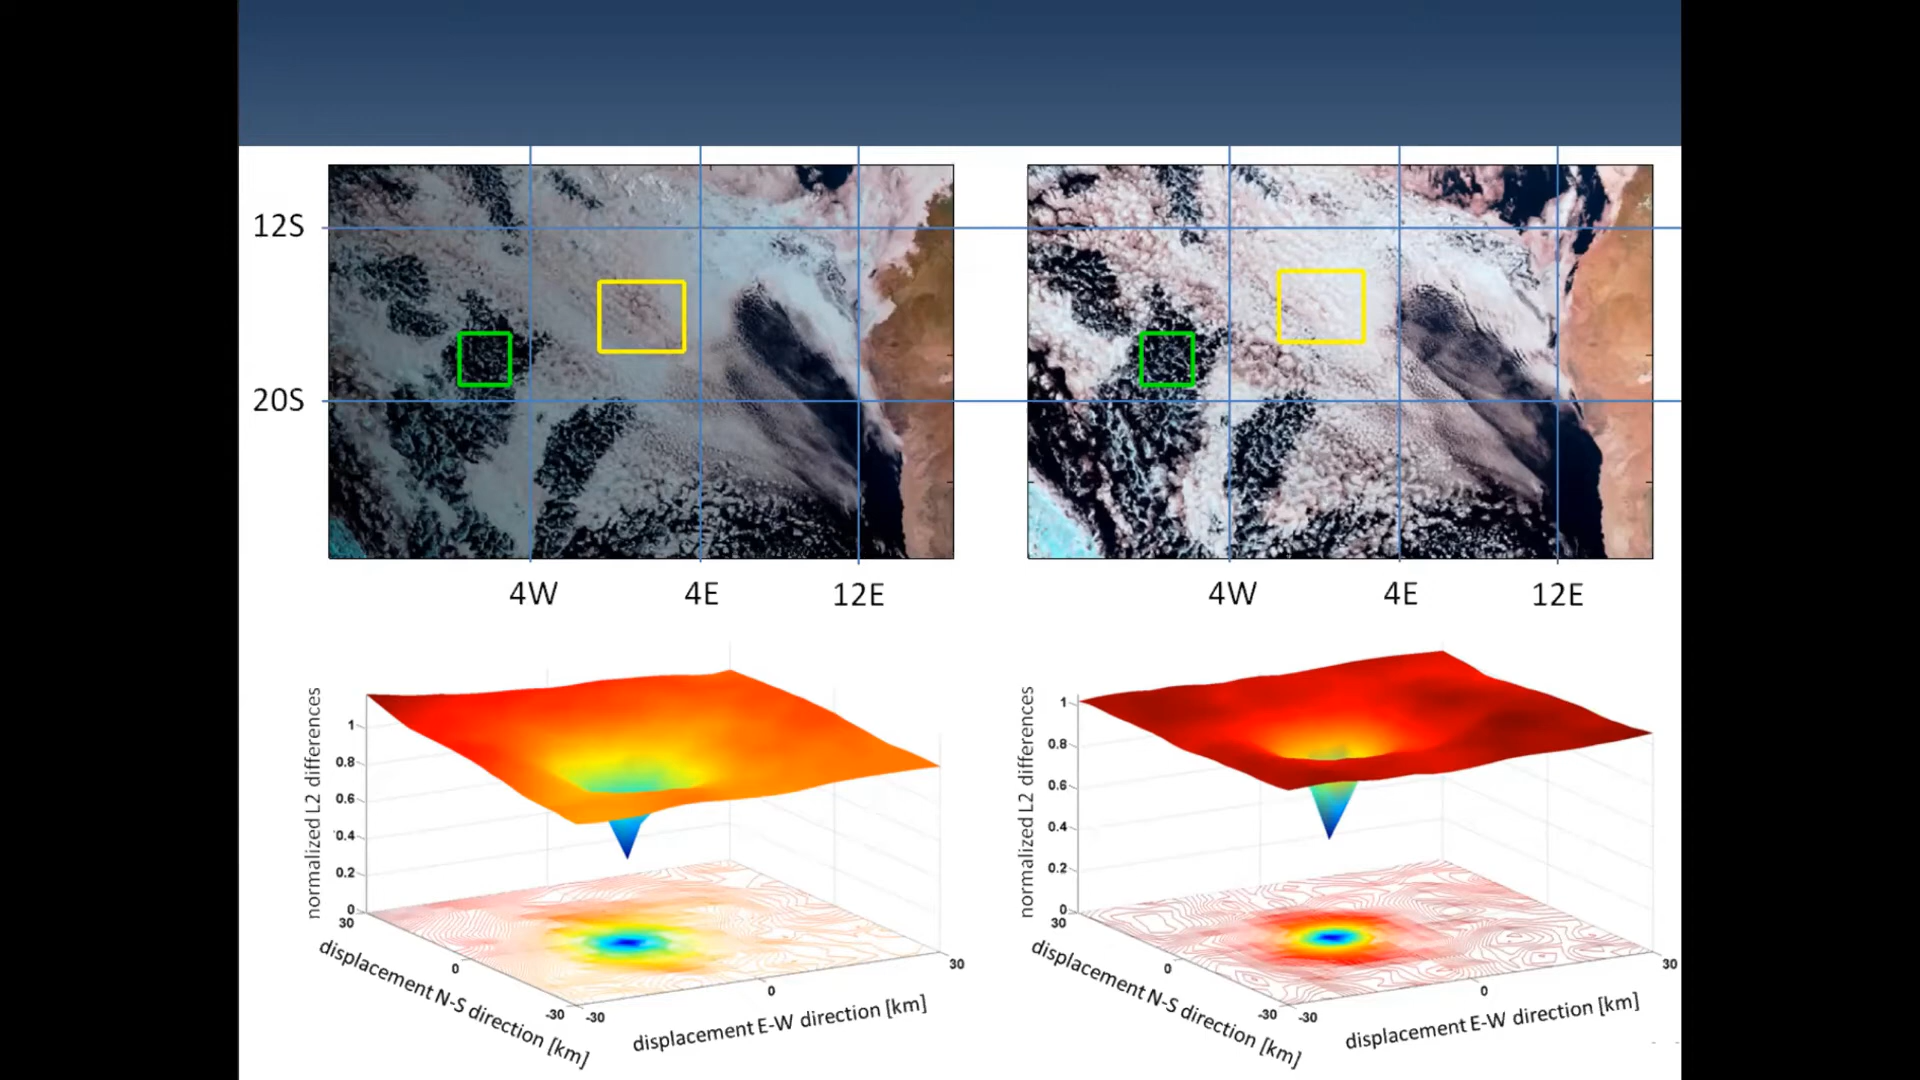 12S
20S
4W
4E
12E
4W
4E
12E
normalized L2 differences
1
0.8
0.6
0.4
0.2
0
30
0
-30
-30
0
30
displacement N-S direction [km]
displacement E-W direction [km]
normalized L2 differences
1
0.8
0.6
0.4
0.2
0
30
0
-30
-30
0
30
displacement N-S direction [km]
displacement E-W direction [km]